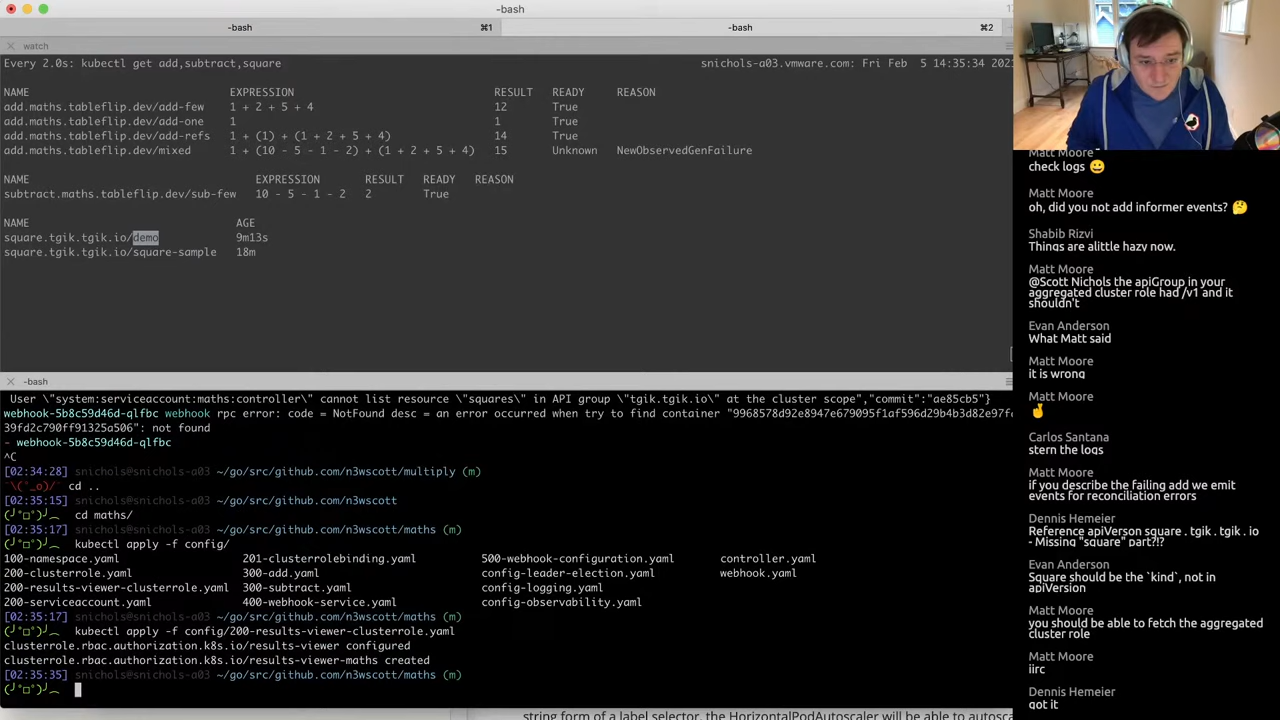 -bash
-bash ⌘1
-bash ⌘2
watch
Every 2.0s: kubectl get add,subtract,square snichols-a03.vmware.com: Fri Feb 5 14:35:34 202
NAME EXPRESSION RESULT READY REASON
add.maths.tableflip.dev/add-few 1 + 2 + 5 + 4 12 True
add.maths.tableflip.dev/add-one 1 1 True
add.maths.tableflip.dev/add-refs 1 + (1) + (1 + 2 + 5 + 4) 14 True
add.maths.tableflip.dev/mixed 1 + (10 - 5 - 1 - 2) + (1 + 2 + 5 + 4) 15 Unknown NewObservedGenFailure
NAME EXPRESSION RESULT READY REASON
subtract.maths.tableflip.dev/sub-few 10 - 5 - 1 - 2 2 True
NAME AGE
square.tgik.tgik.io/demo 9m13s
square.tgik.tgik.io/square-sample 18m
-bash
User \"system:serviceaccount:maths:controller\" cannot list resource \"squares\" in API group \"tgik.tgik.io\" at the cluster scope","commit":"ae85cb5"}
webhook-5b8c59d46d-qlfbc webhook rpc error: code = NotFound desc = an error occurred when try to find container "9968578d92e8947e679095f1af596d29b4b3d82e97fe
39fd2c790ff91325a506": not found
- webhook-5b8c59d46d-qlfbc
^C
[02:34:28] snichols@snichols-a03 ~/go/src/github.com/n3wscott/multiply (m)
¯\(°_o)/¯ cd ..
[02:35:15] snichols@snichols-a03 ~/go/src/github.com/n3wscott
(╯°□°)╯︵ cd maths/
[02:35:17] snichols@snichols-a03 ~/go/src/github.com/n3wscott/maths (m)
(╯°□°)╯︵ kubectl apply -f config/
100-namespace.yaml 201-clusterrolebinding.yaml 500-webhook-configuration.yaml controller.yaml
200-clusterrole.yaml 300-add.yaml config-leader-election.yaml webhook.yaml
200-results-viewer-clusterrole.yaml 300-subtract.yaml config-logging.yaml
200-serviceaccount.yaml 400-webhook-service.yaml config-observability.yaml
[02:35:17] snichols@snichols-a03 ~/go/src/github.com/n3wscott/maths (m)
(╯°□°)╯︵ kubectl apply -f config/200-results-viewer-clusterrole.yaml
clusterrole.rbac.authorization.k8s.io/results-viewer configured
clusterrole.rbac.authorization.k8s.io/results-viewer-maths created
[02:35:35] snichols@snichols-a03 ~/go/src/github.com/n3wscott/maths (m)
(╯°□°)╯︵
string form of a label selector, the HorizontalPodAutoscaler will be able to autosca
Matt Moore
check logs 😀
Matt Moore
oh, did you not add informer events? 🤔
Shabib Rizvi
Things are alittle hazy now.
Matt Moore
@Scott Nichols the apiGroup in your
aggregated cluster role had /v1 and it
shouldn't
Evan Anderson
What Matt said
Matt Moore
it is wrong
Matt Moore
🤞
Carlos Santana
stern the logs
Matt Moore
if you describe the failing add we emit
events for reconciliation errors
Dennis Hemeier
Reference apiVerson square . tgik . tgik . io
- Missing "square" part?!?
Evan Anderson
Square should be the `kind`, not in
apiVersion
Matt Moore
you should be able to fetch the aggregated
cluster role
Matt Moore
iirc
Dennis Hemeier
got it